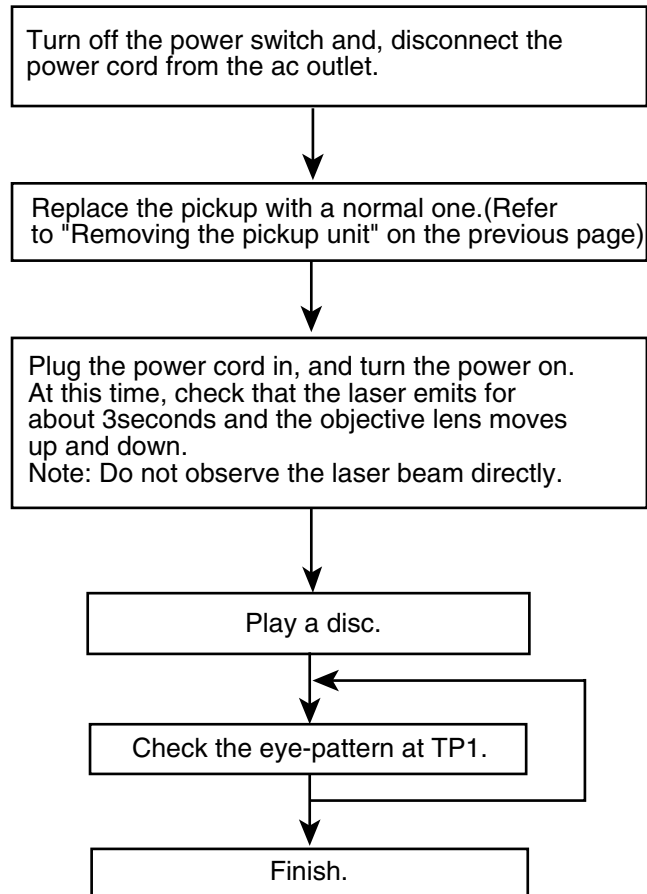 Turn off the power switch and, disconnect the
power cord from the ac outlet.
Replace the pickup with a normal one.(Refer
to "Removing the pickup unit" on the previous page)
Plug the power cord in, and turn the power on.
At this time, check that the laser emits for
about 3seconds and the objective lens moves
up and down.
Note: Do not observe the laser beam directly.
Play a disc.
Check the eye-pattern at TP1.
Finish.